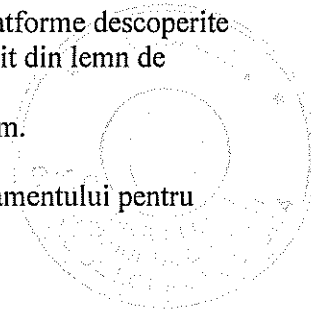 atforme descoperite
it din lemn de
m.
amentului pentru